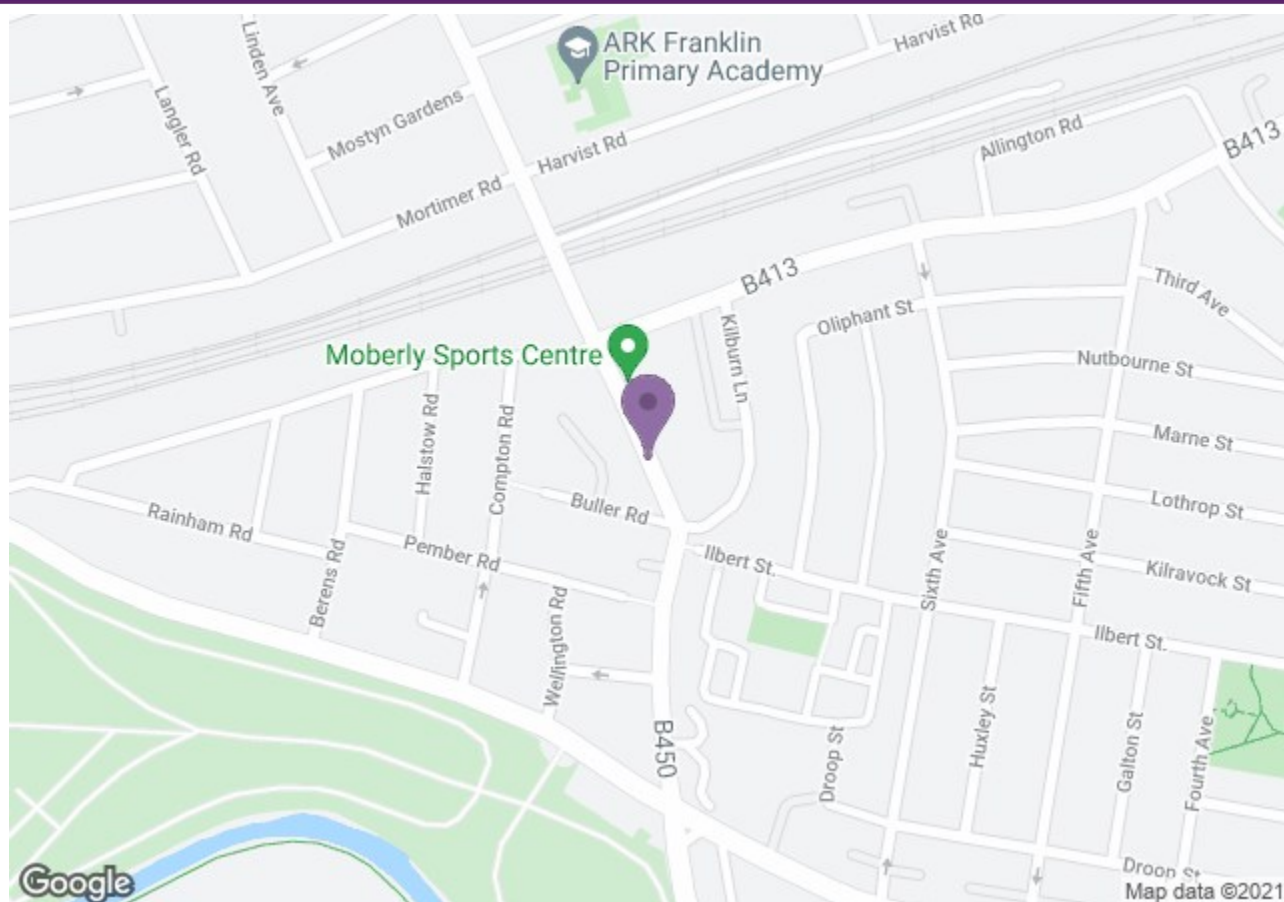 Linden Ave
Langler Rd
Mostyn Gardens
ARK Franklin
Primary Academy
Harvist Rd
Harvist Rd
Mortimer Rd
Allington Rd
B413
B413
Third Ave
Oliphant St
Kilburn Ln
Moberly Sports Centre
Nutbourne St
Marne St
Halstow Rd
Compton Rd
Lothrop St
Buller Rd
Rainham Rd
Pember Rd
Berens Rd
Ilbert St.
Sixth Ave
Fifth Ave
Kilravock St
Ilbert St.
Wellington Rd
B450
Droop St
Huxley St
Galton St
Fourth Ave
Droop St
Google
Map data ©2021